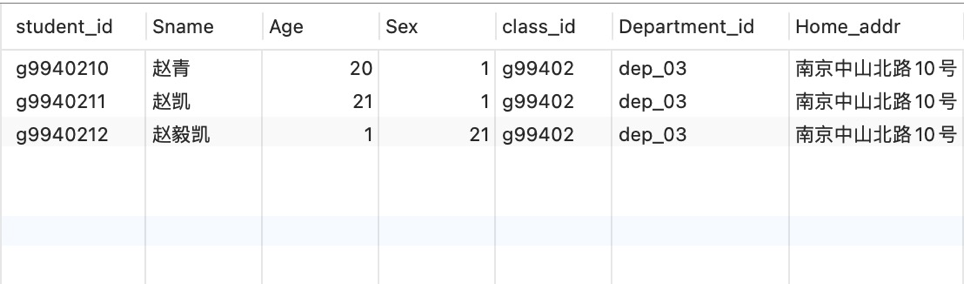 student_id Sname Age Sex class_id Department_id Home_addr
g9940210 赵青 20 1 g99402 dep_03 南京中山北路10号
g9940211 赵凯 21 1 g99402 dep_03 南京中山北路10号
g9940212 赵毅凯 1 21 g99402 dep_03 南京中山北路10号